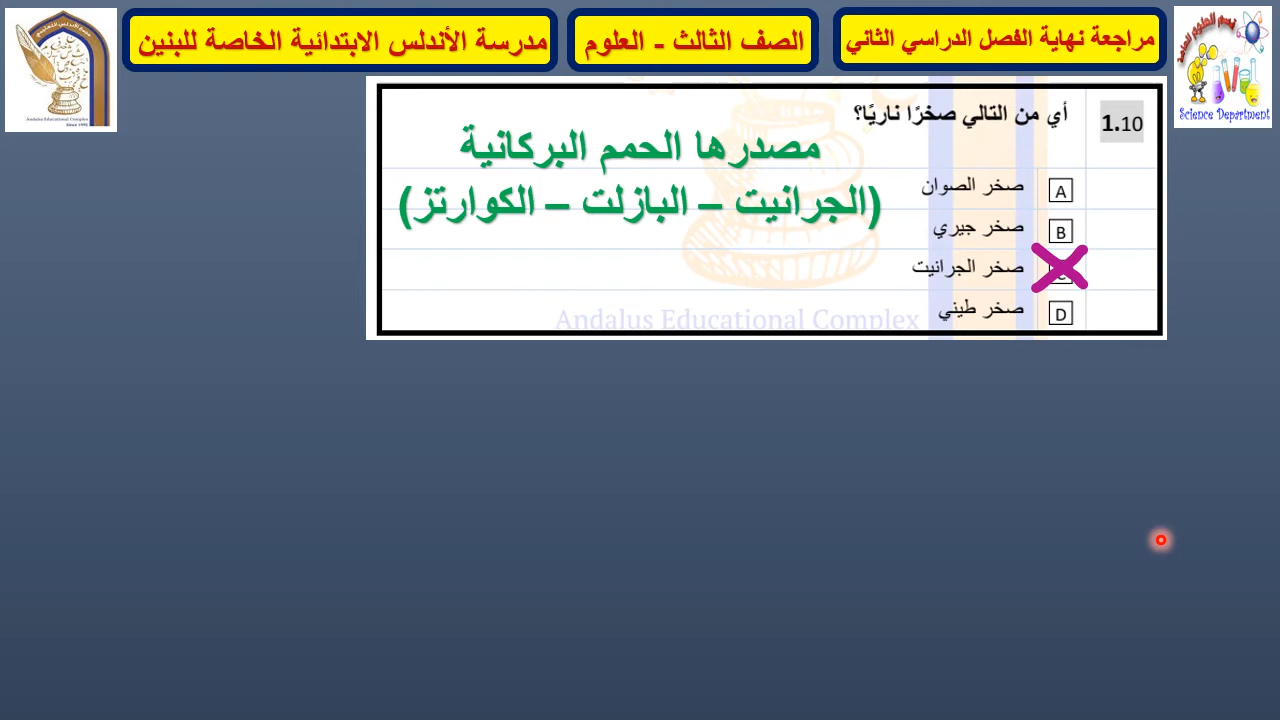 مراجعة نهاية الفصل الدراسي الثاني
الصف الثالث - العلوم
مدرسة الأندلس الابتدائية الخاصة للبنين
Science Department
Andalus Educational Complex
Since 1992
1.10
أي من التالي صخرًا ناريًا؟
مصدرها الحمم البركانية
(الجرانيت – البازلت – الكوارتز)
A صخر الصوان
B صخر جيري
C صخر الجرانيت
D صخر طيني
Andalus Educational Complex